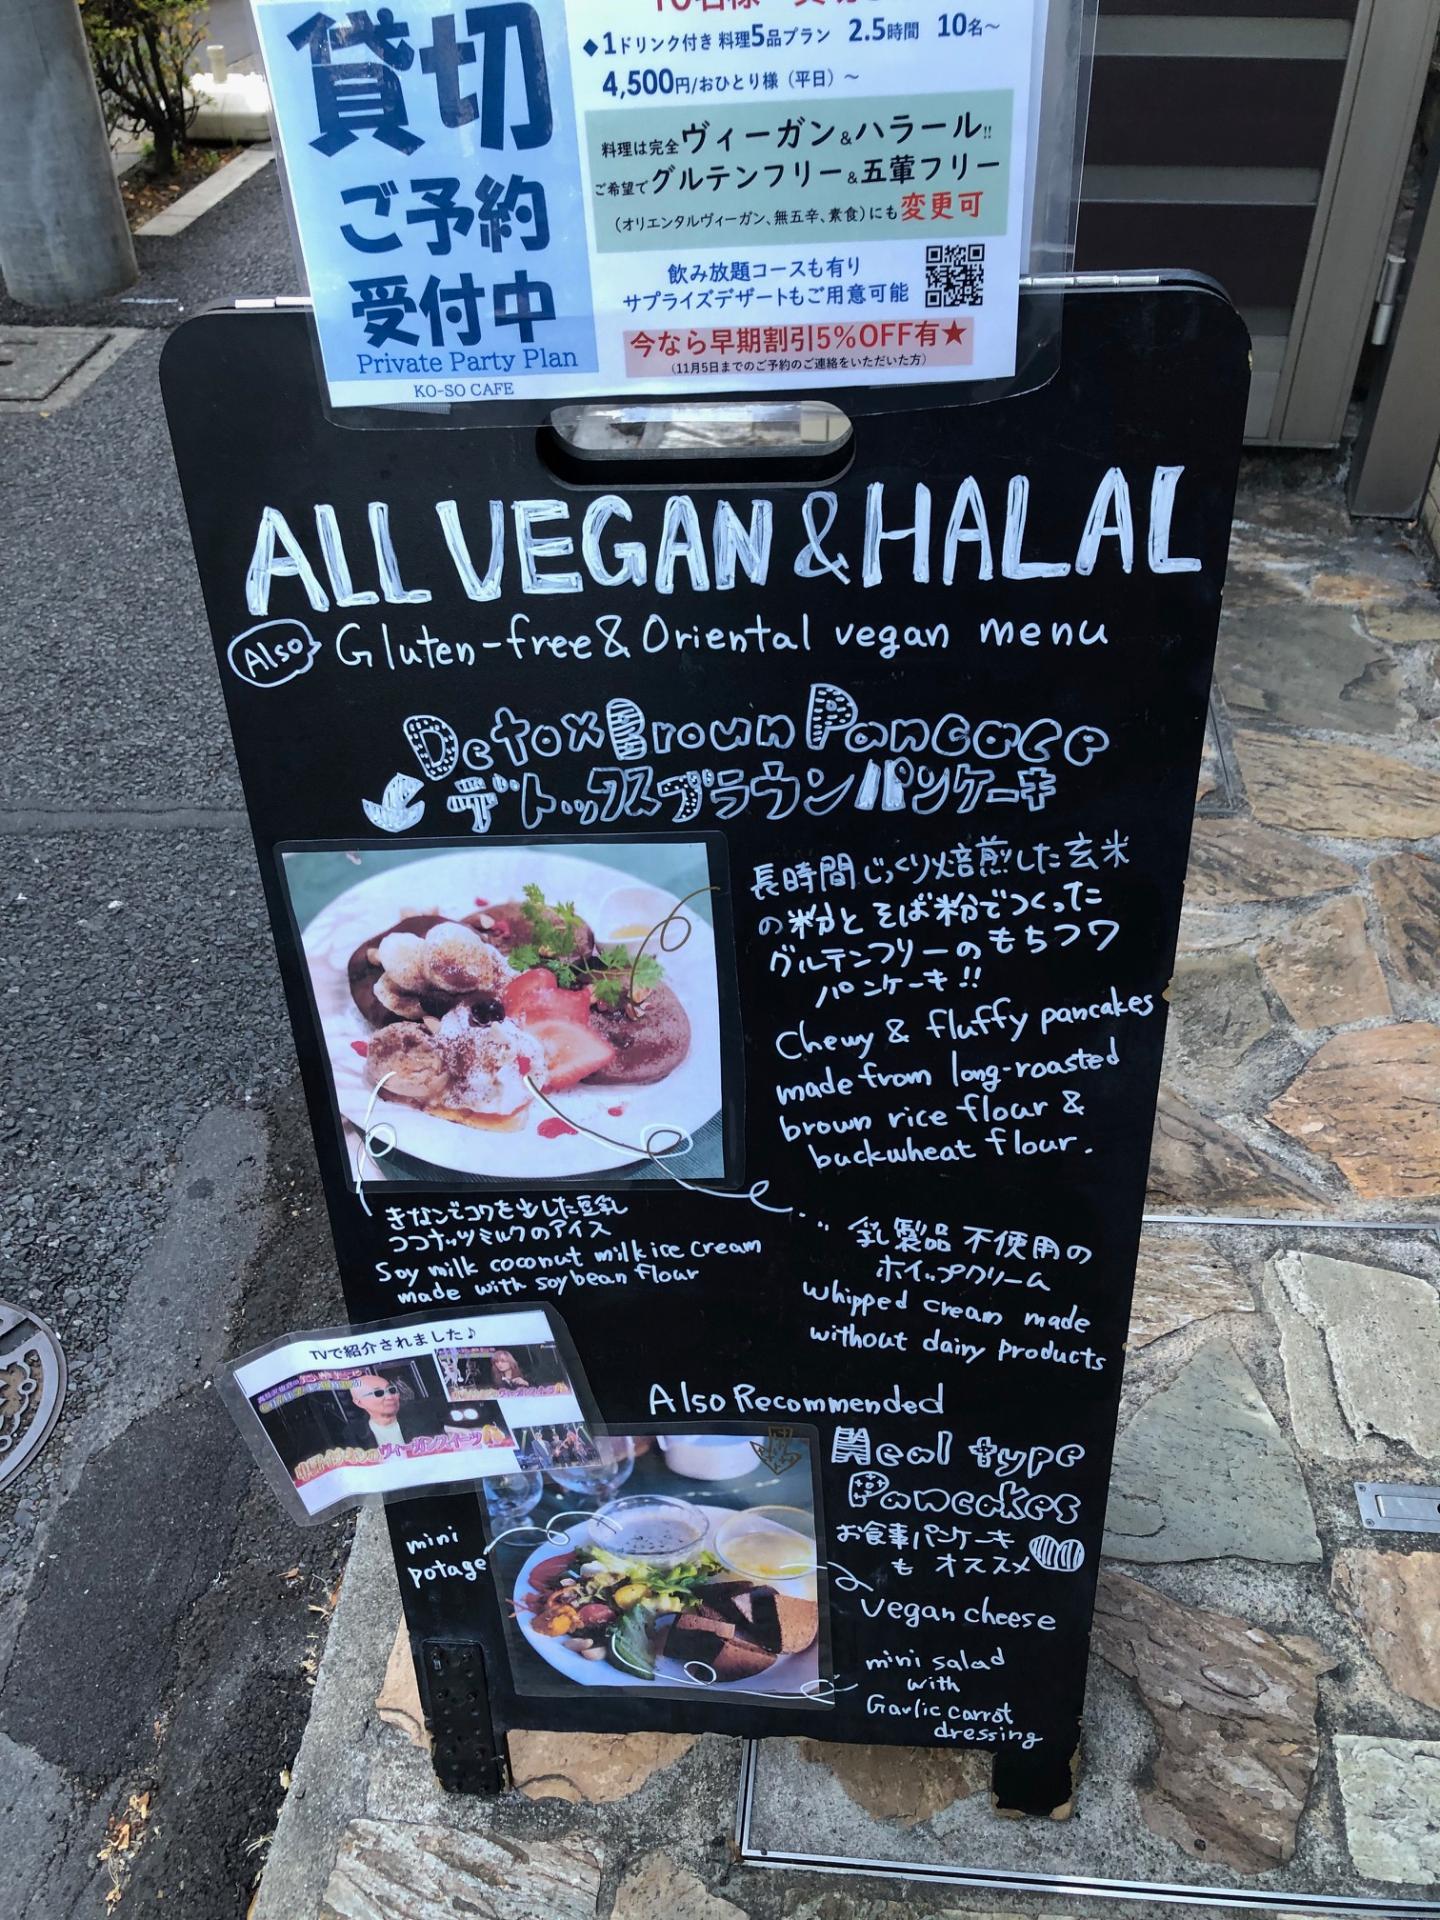 貸切
ご予約
受付中
Private Party Plan
KO-SO CAFE
◆1ドリンク付き 料理5品プラン 2.5時間 10名〜
4,500円/おひとり様（平日）〜
料理は完全ヴィーガン&ハラール!!
ご希望でグルテンフリー&五葷フリー
（オリエンタルヴィーガン、無五辛、素食）にも変更可
飲み放題コースも有り
サプライズデザートもご用意可能
今なら早期割引5%OFF有★
（11月5日までのご予約のご連絡をいただいた方）
ALL VEGAN & HALAL
Also Gluten-free & Oriental vegan menu
Detox Brown Pancace
デトックスブラウンパンケーキ
長時間じっくり焙煎した玄米
の粉とそば粉でつくった
グルテンフリーのもちフワ
パンケーキ!!
Chewy & fluffy pancakes
made from long-roasted
brown rice flour &
buckwheat flour.
きなこでコクを出した豆乳
ココナッツミルクのアイス
Soy milk coconut milk ice cream
made with soybean flour
... 乳製品不使用の
ホイップクリーム
whipped cream made
without dairy products
TVで紹介されました♪
ヴィーガンスイーツ
Also Recommended
Meal type
Pancakes
お食事パンケーキ
も オススメ
mini
potage
vegan cheese
mini salad
with
Garlic carrot
dressing